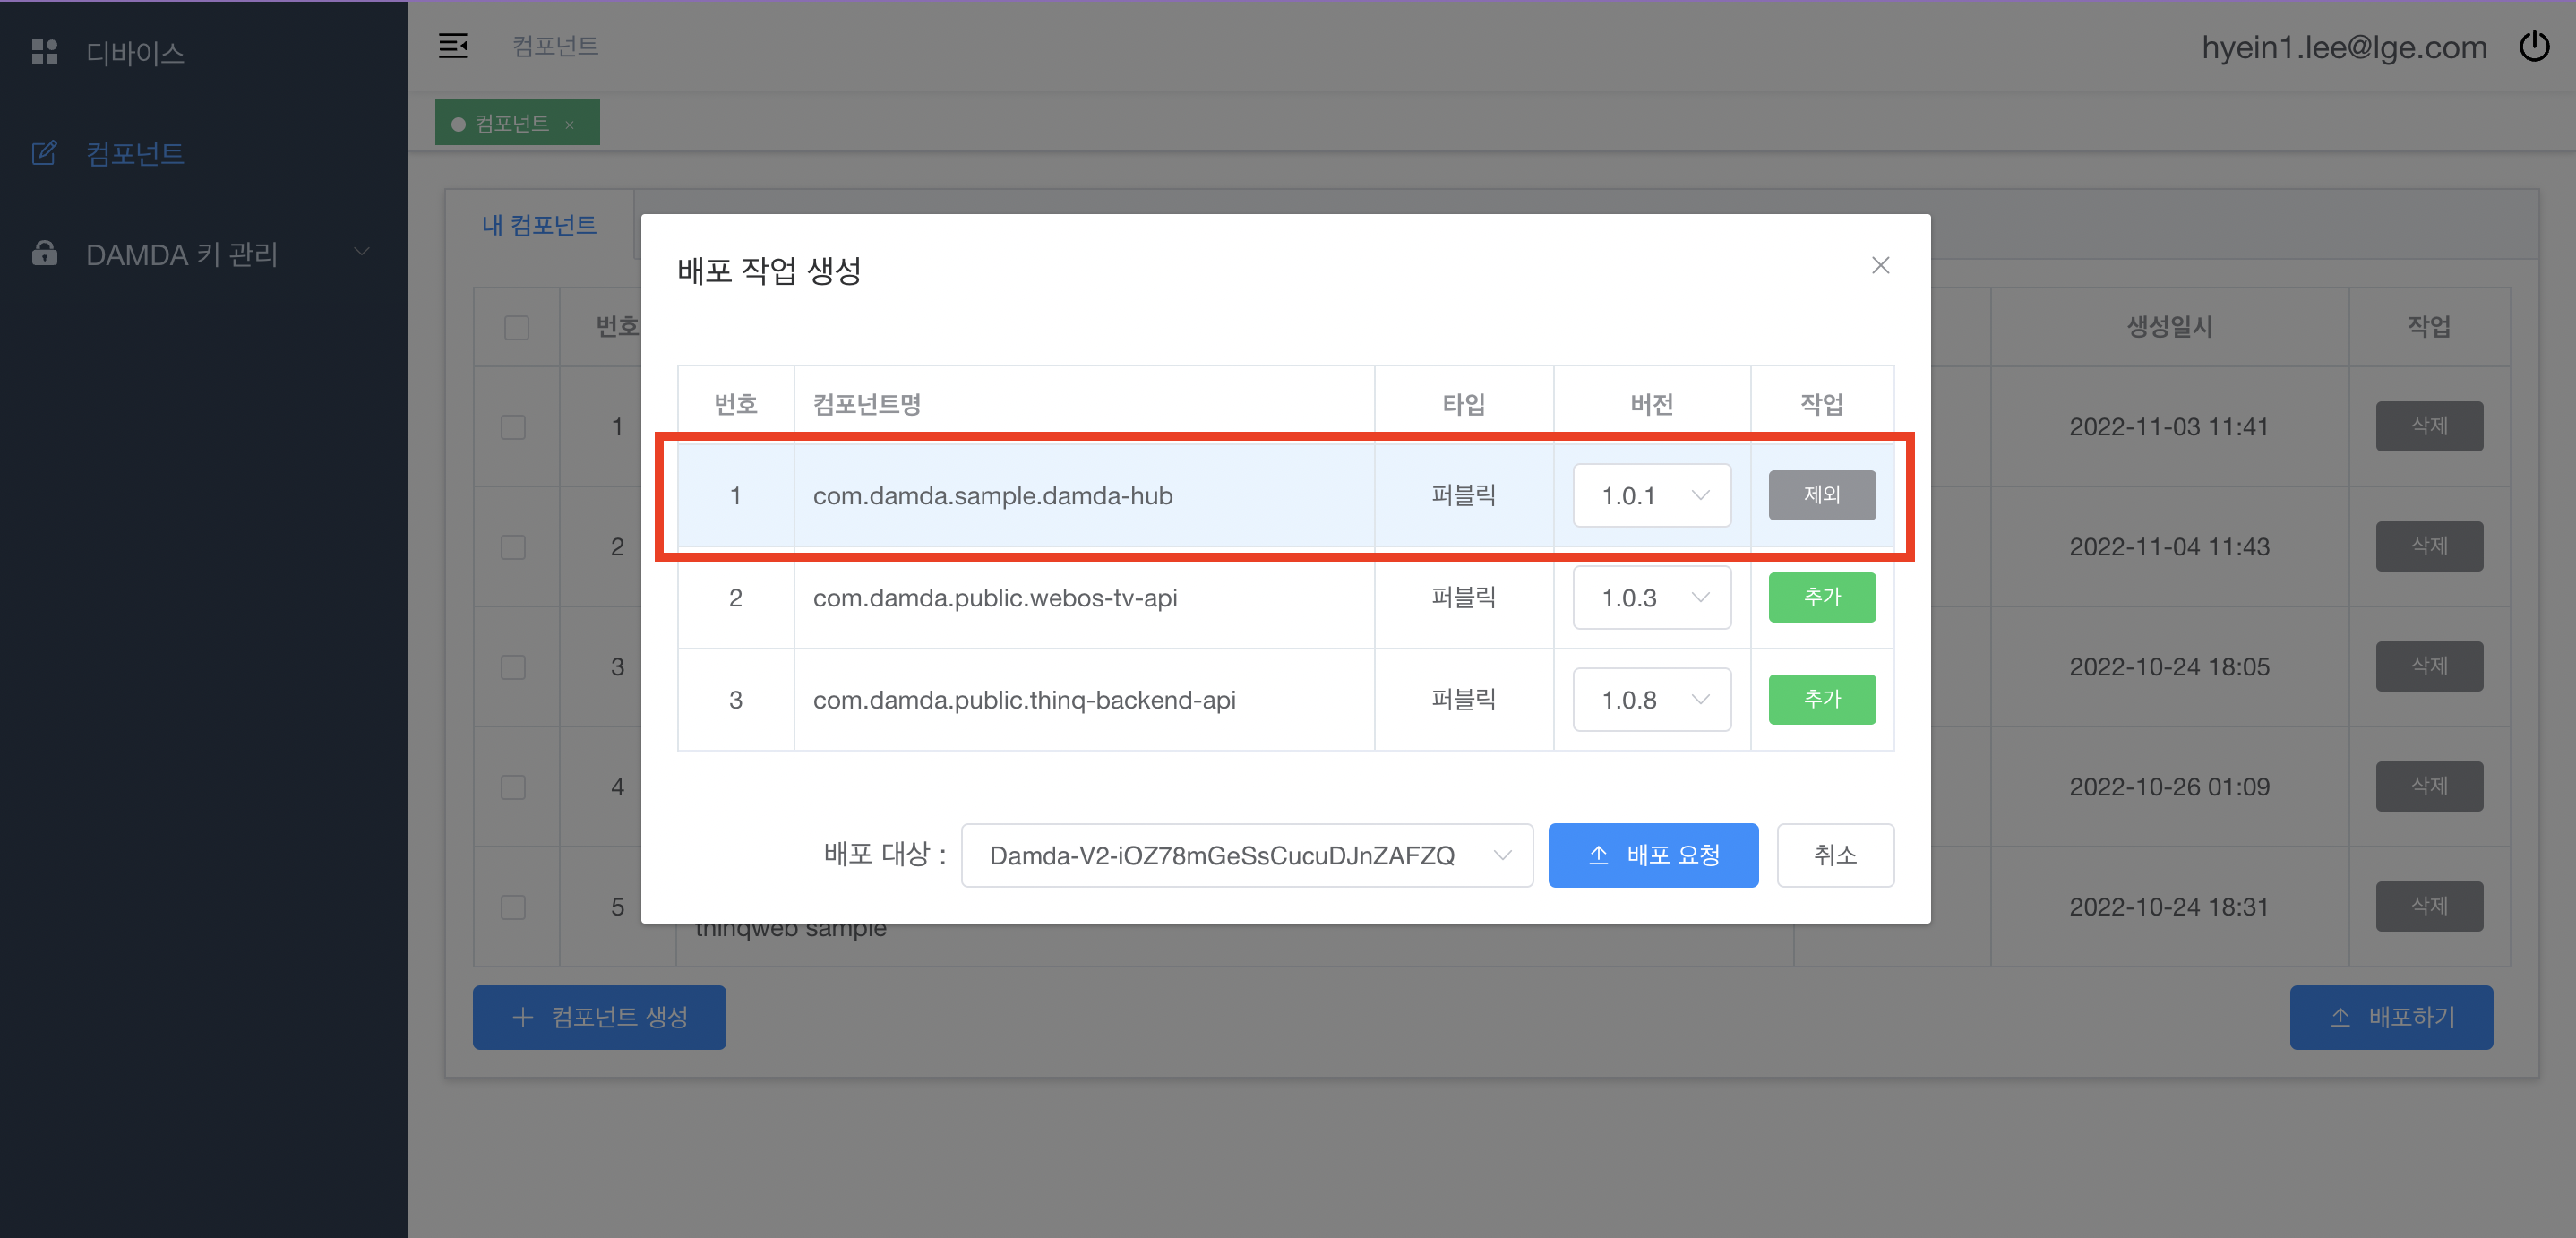 디바이스
컴포넌트
DAMDA 키 관리
컴포넌트
hyein1.lee@lge.com
컴포넌트 ×
내 컴포넌트
번호
생성일시
작업
1
2022-11-03 11:41
삭제
2
2022-11-04 11:43
삭제
3
2022-10-24 18:05
삭제
4
2022-10-26 01:09
삭제
5
thinqweb sample
2022-10-24 18:31
삭제
컴포넌트 생성
배포하기
배포 작업 생성
번호 컴포넌트명 타입 버전 작업
1 com.damda.sample.damda-hub 퍼블릭 1.0.1 제외
2 com.damda.public.webos-tv-api 퍼블릭 1.0.3 추가
3 com.damda.public.thinq-backend-api 퍼블릭 1.0.8 추가
배포 대상 : Damda-V2-iOZ78mGeSsCucuDJnZAFZQ 배포 요청 취소